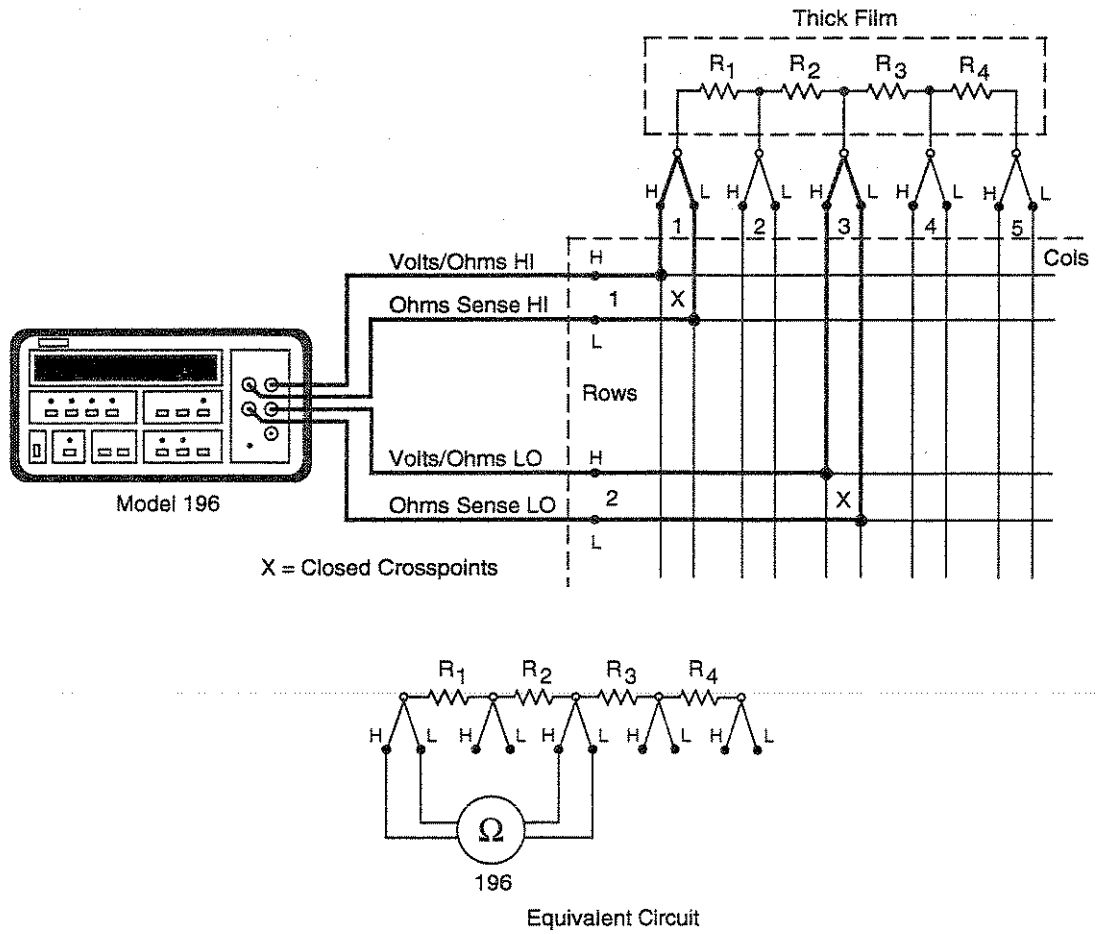 Thick Film
R1 R2 R3 R4
H L H L H L H L H L
1 2 3 4 5
Cols
Volts/Ohms HI H
1 X
Ohms Sense HI
L
Rows
Volts/Ohms LO H
2 X
Ohms Sense LO
L
Model 196
X = Closed Crosspoints
R1 R2 R3 R4
H L H L H L H L H L
Ω
196
Equivalent Circuit